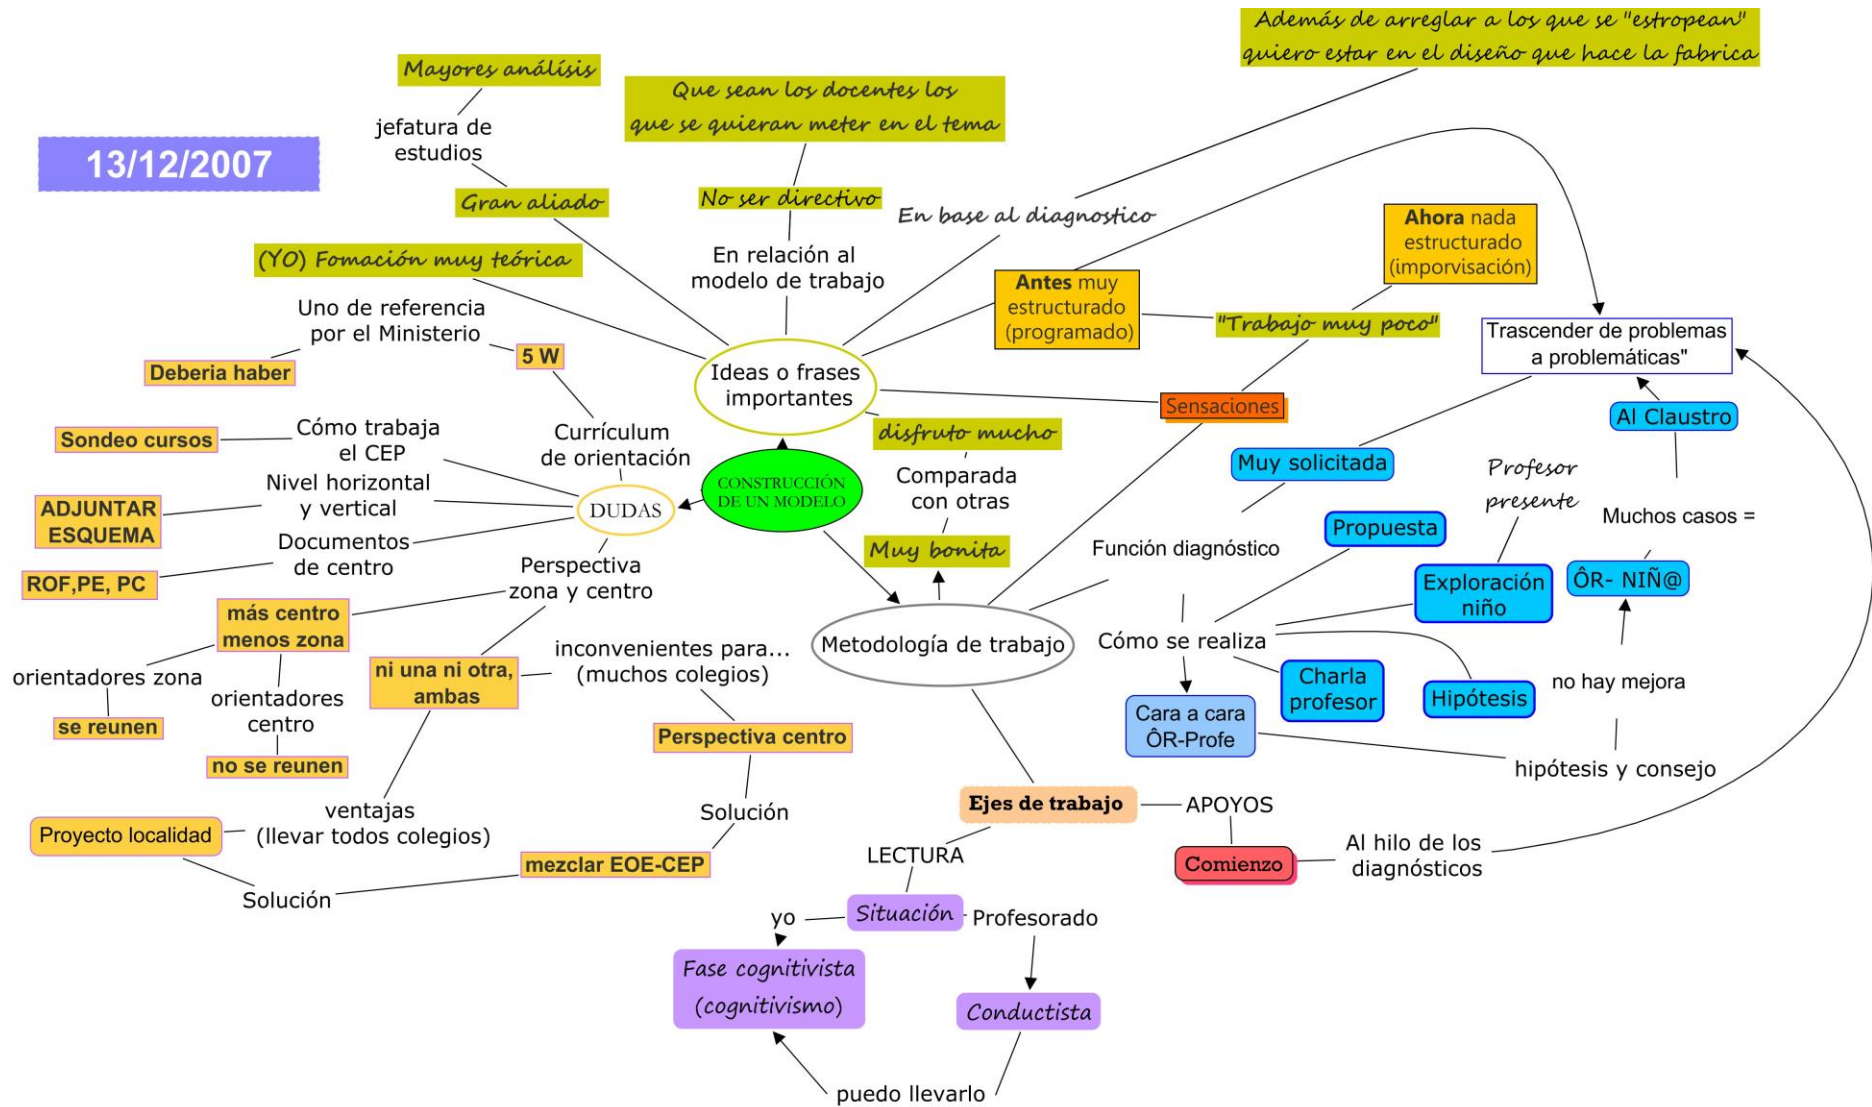 Además de arreglar a los que se "estropean"
quiero estar en el diseño que hace la fabrica
Mayores análísis
Que sean los docentes los
que se quieran meter en el tema
jefatura de
estudios
13/12/2007
Gran aliado
No ser directivo
En base al diagnostico
Ahora nada
estructurado
(imporvisación)
(YO) Fomación muy teórica
En relación al
modelo de trabajo
Antes muy
estructurado
(programado)
"Trabajo muy poco"
Uno de referencia
por el Ministerio
Trascender de problemas
a problemáticas"
Deberia haber
5 W
Ideas o frases
importantes
Sensaciones
Al Claustro
Sondeo cursos
Cómo trabaja
el CEP
Currículum
de orientación
disfruto mucho
Muy solicitada
Profesor
presente
Nivel horizontal
y vertical
DUDAS
CONSTRUCCIÓN
DE UN MODELO
Comparada
con otras
ADJUNTAR
ESQUEMA
Propuesta
Muchos casos =
Documentos
de centro
Muy bonita
Función diagnóstico
ROF,PE, PC
Perspectiva
zona y centro
Exploración
niño
ÔR- NIÑ@
más centro
menos zona
Metodología de trabajo
Cómo se realiza
orientadores zona
ni una ni otra,
ambas
inconvenientes para...
(muchos colegios)
Charla
profesor
Hipótesis
no hay mejora
orientadores
centro
se reunen
Perspectiva centro
Cara a cara
ÔR-Profe
no se reunen
hipótesis y consejo
ventajas
(llevar todos colegios)
Solución
Ejes de trabajo
APOYOS
Proyecto localidad
mezclar EOE-CEP
LECTURA
Comienzo
Al hilo de los
diagnósticos
Solución
yo
Situación
Profesorado
Fase cognitivista
(cognitivismo)
Conductista
puedo llevarlo